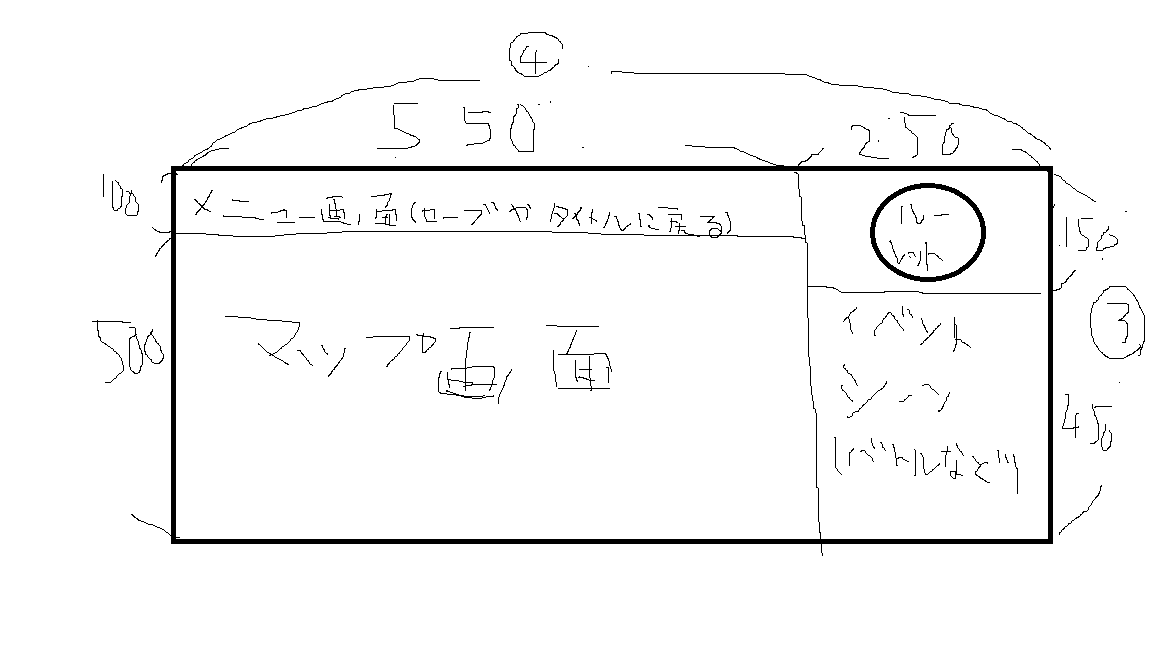 ④
550
250
100
メニュー画面(セーブやタイトルに戻る)
ルー
レット
150
500
マップ画面
イベント
シーン
(バトルなど)
③
450